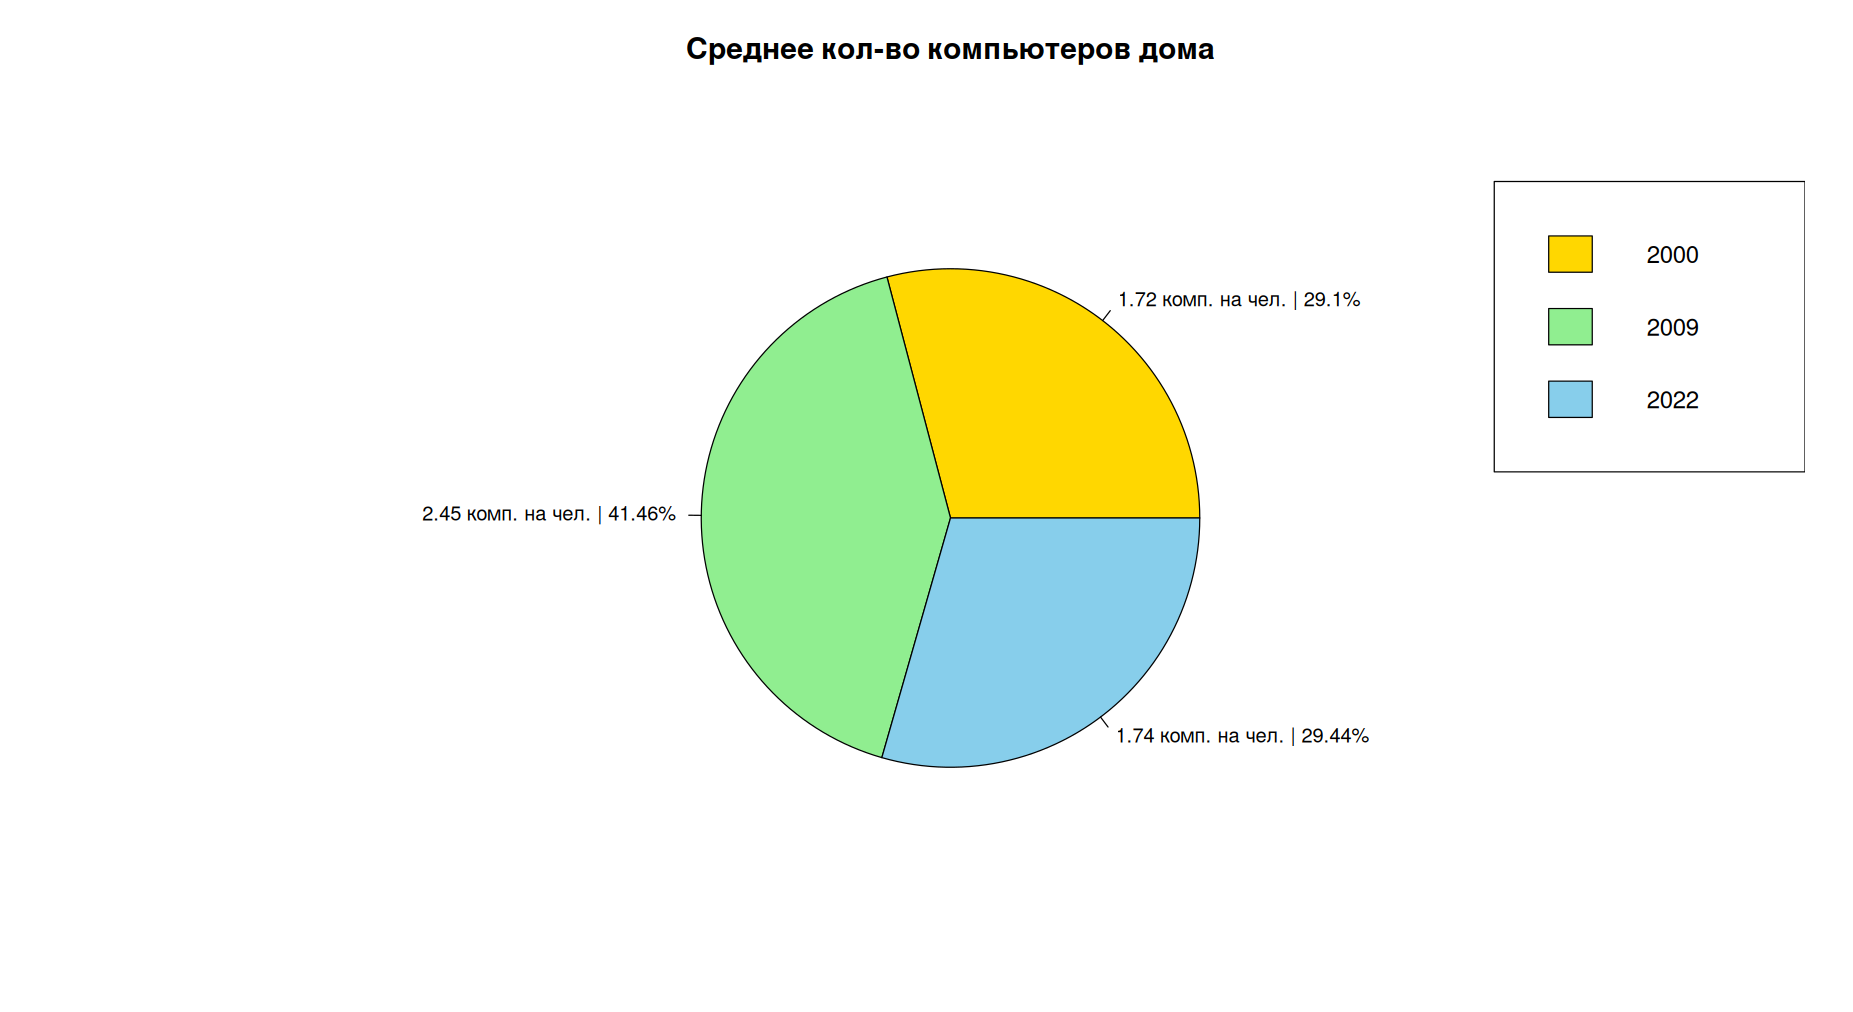 Среднее кол-во компьютеров дома
2000
2009
2022
1.72 комп. на чел. | 29.1%
2.45 комп. на чел. | 41.46%
1.74 комп. на чел. | 29.44%